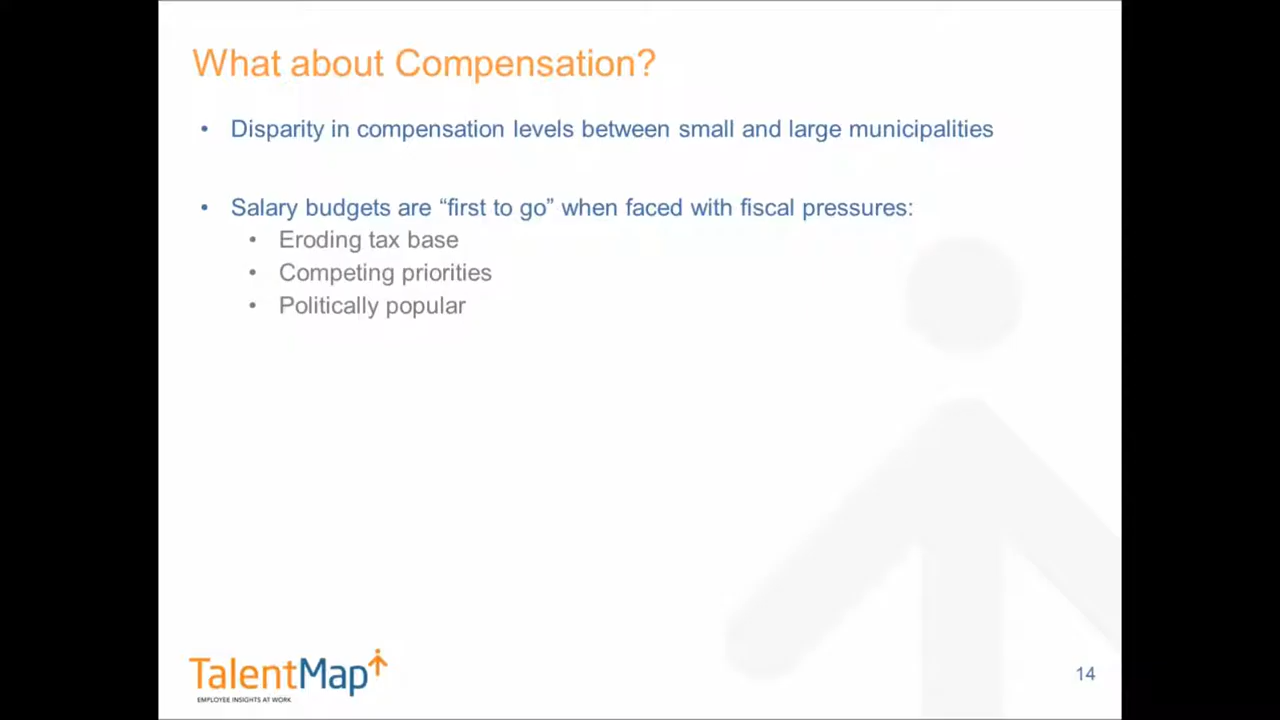 What about Compensation?
• Disparity in compensation levels between small and large municipalities
• Salary budgets are “first to go” when faced with fiscal pressures:
• Eroding tax base
• Competing priorities
• Politically popular
TalentMap
EMPLOYEE INSIGHTS AT WORK
14